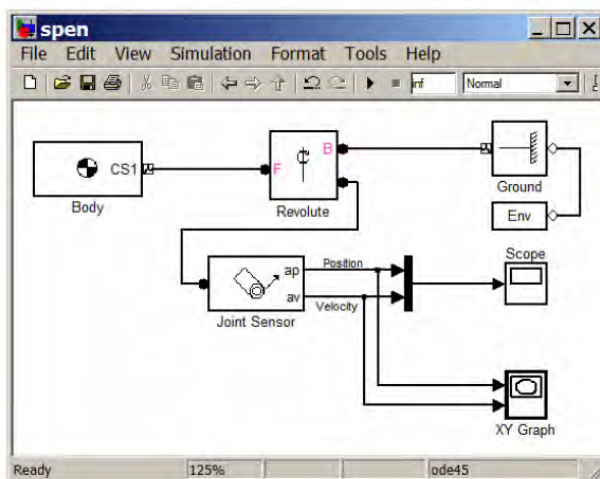 spen
File Edit View Simulation Format Tools Help
inf Normal
CS1
Body
F
B
Revolute
Ground
Env
ap
av
Joint Sensor
Position
Velocity
Scope
XY Graph
Ready 125% ode45